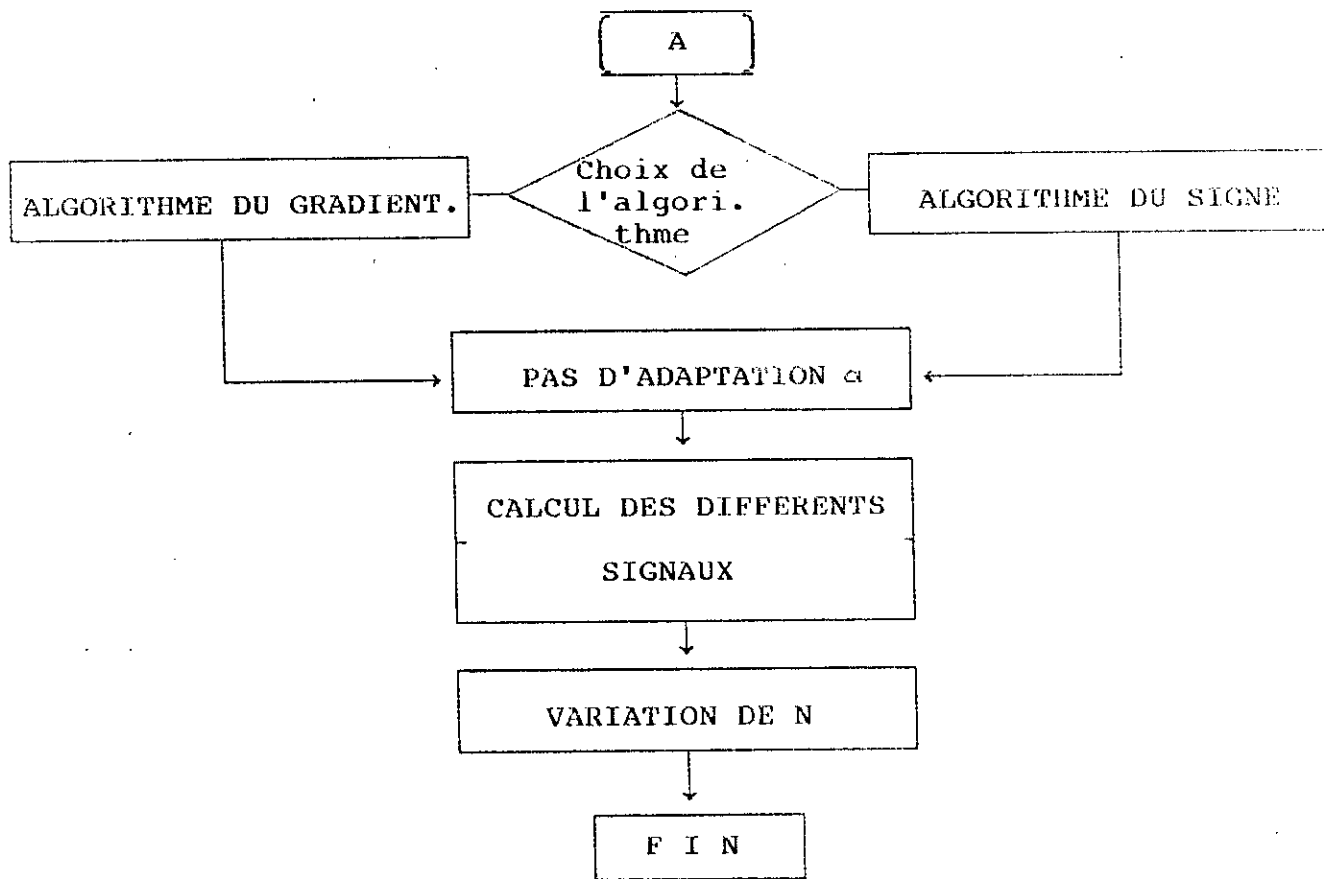 A
Choix de
l'algori.
thme
ALGORITHME DU GRADIENT.
ALGORITHME DU SIGNE
PAS D'ADAPTATION α
CALCUL DES DIFFERENTS
SIGNAUX
VARIATION DE N
F I N